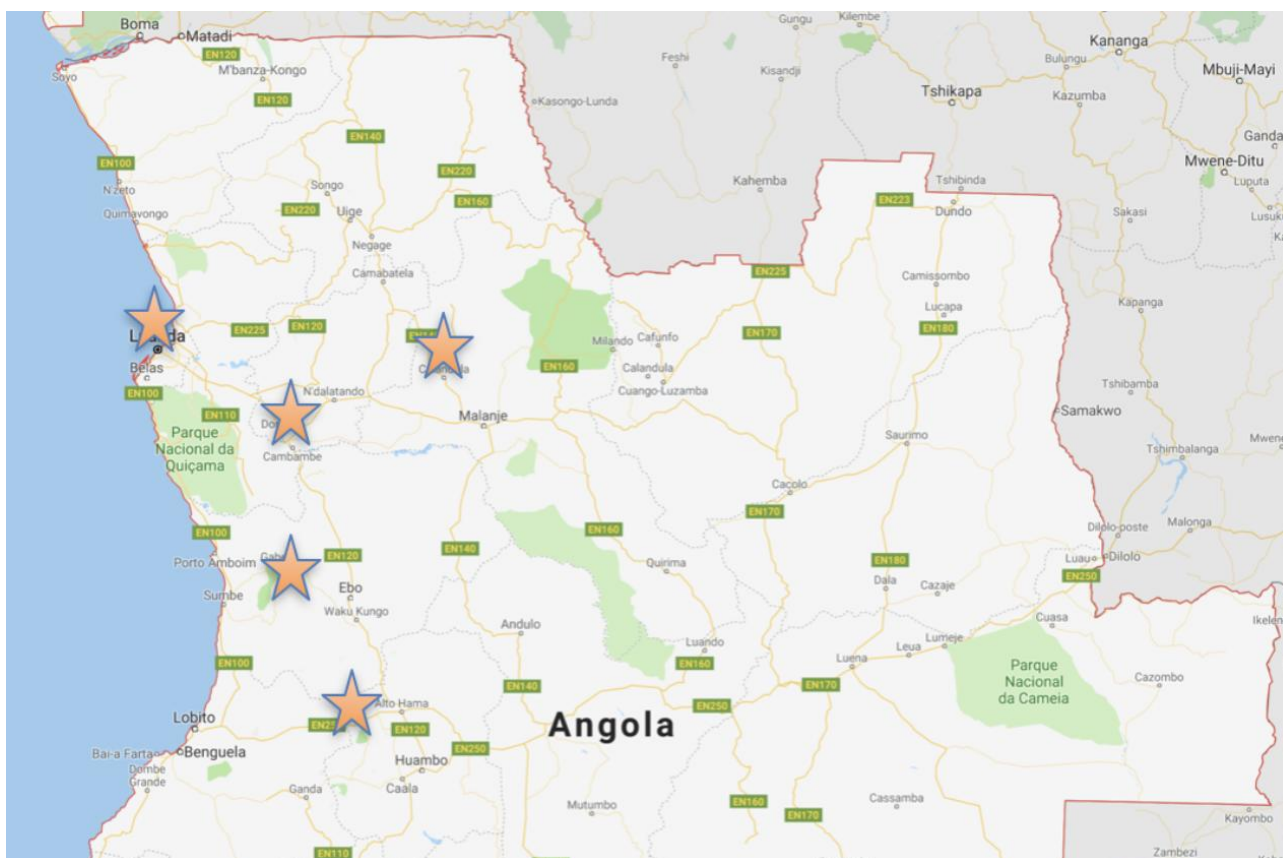 Boma
Matadi
EN120
Soyo
M'banza-Kongo
EN120
Feshi
Gungu
Kilembe
Kisandji
Kasongo-Lunda
Tshikapa
Kananga
Bulungu
Kazumba
Mbuji-Mayi
Ganda
Mwene-Ditu
Luputa
EN140
EN100
N'zeto
Quimavongo
EN220
EN160
Songo
EN220
Uige
Negage
Camabatela
Kahemba
Tshibinda
EN223
Dundo
Sakasi
EN225
Camissombo
Lucapa
EN180
Kapanga
EN225
EN120
Belas
EN100
EN110
N'dalatando
Malanje
EN160
Milando
Cafunfo
Calandula
Cuango-Luzamba
EN170
Tshibamba
Samakwo
Parque
Nacional da
Quiçama
Cambambe
Saurimo
Tshimbalanga
Cacolo
EN170
EN100
EN140
EN160
Dilolo-poste
Malonga
Dilolo
Luau
EN250
Porto Amboim
EN120
Ebo
Waku Kungo
Sumbe
Quirima
EN180
Dala
Cazaje
Cuasa
Andulo
Luando
Lumeje
Leua
Luena
EN100
EN160
EN140
EN250
EN170
Parque
Nacional
da Cameia
Cazombo
Alto Hama
EN120
Lobito
Benguela
EN250
Angola
Huambo
Caala
Dombe
Grande
Ganda
Mutumbo
EN160
EN170
Cassamba
Kayombo
EN110
Zambezi